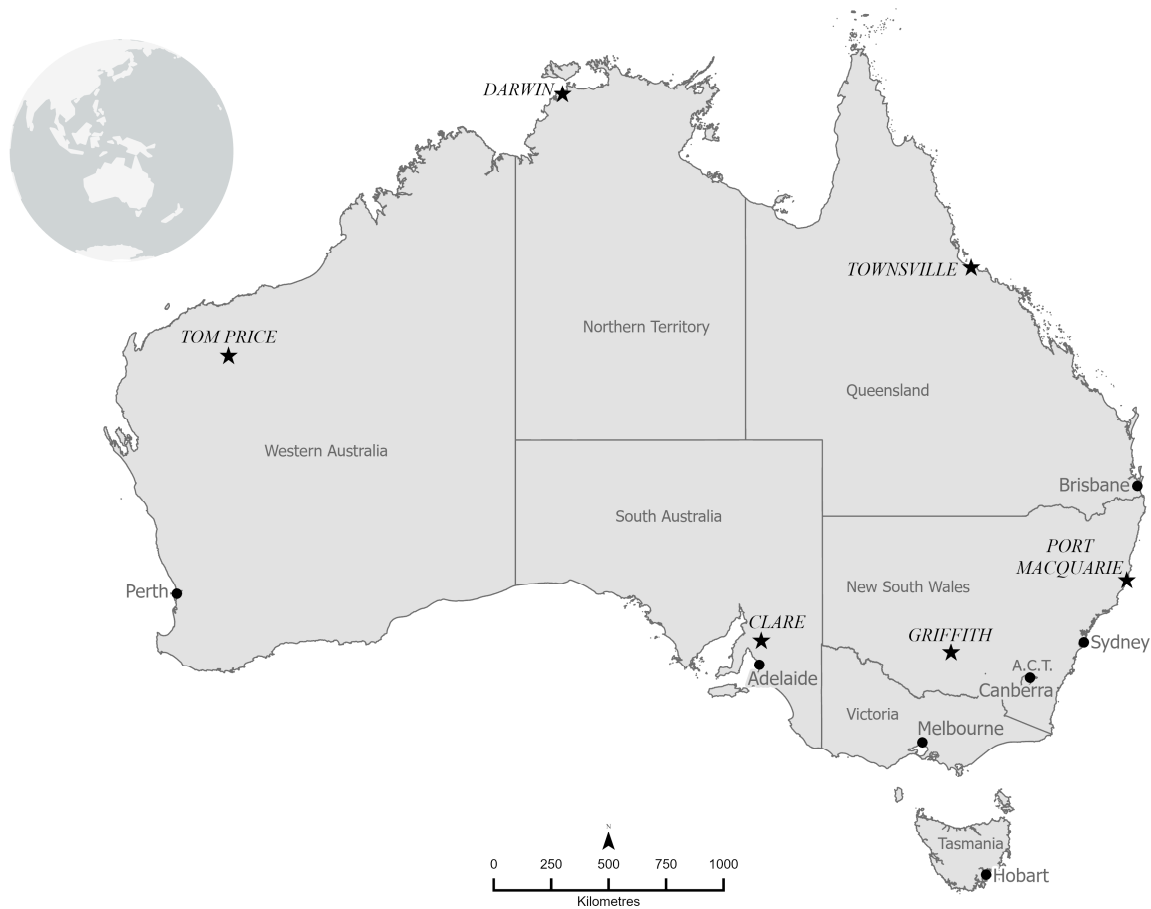 DARWIN
TOWNSVILLE
TOM PRICE
Northern Territory
Queensland
Western Australia
Brisbane
South Australia
PORT
MACQUARIE
New South Wales
Perth
CLARE
GRIFFITH
Sydney
A.C.T.
Adelaide
Canberra
Victoria
Melbourne
N
Tasmania
0 250 500 750 1000
Hobart
Kilometres